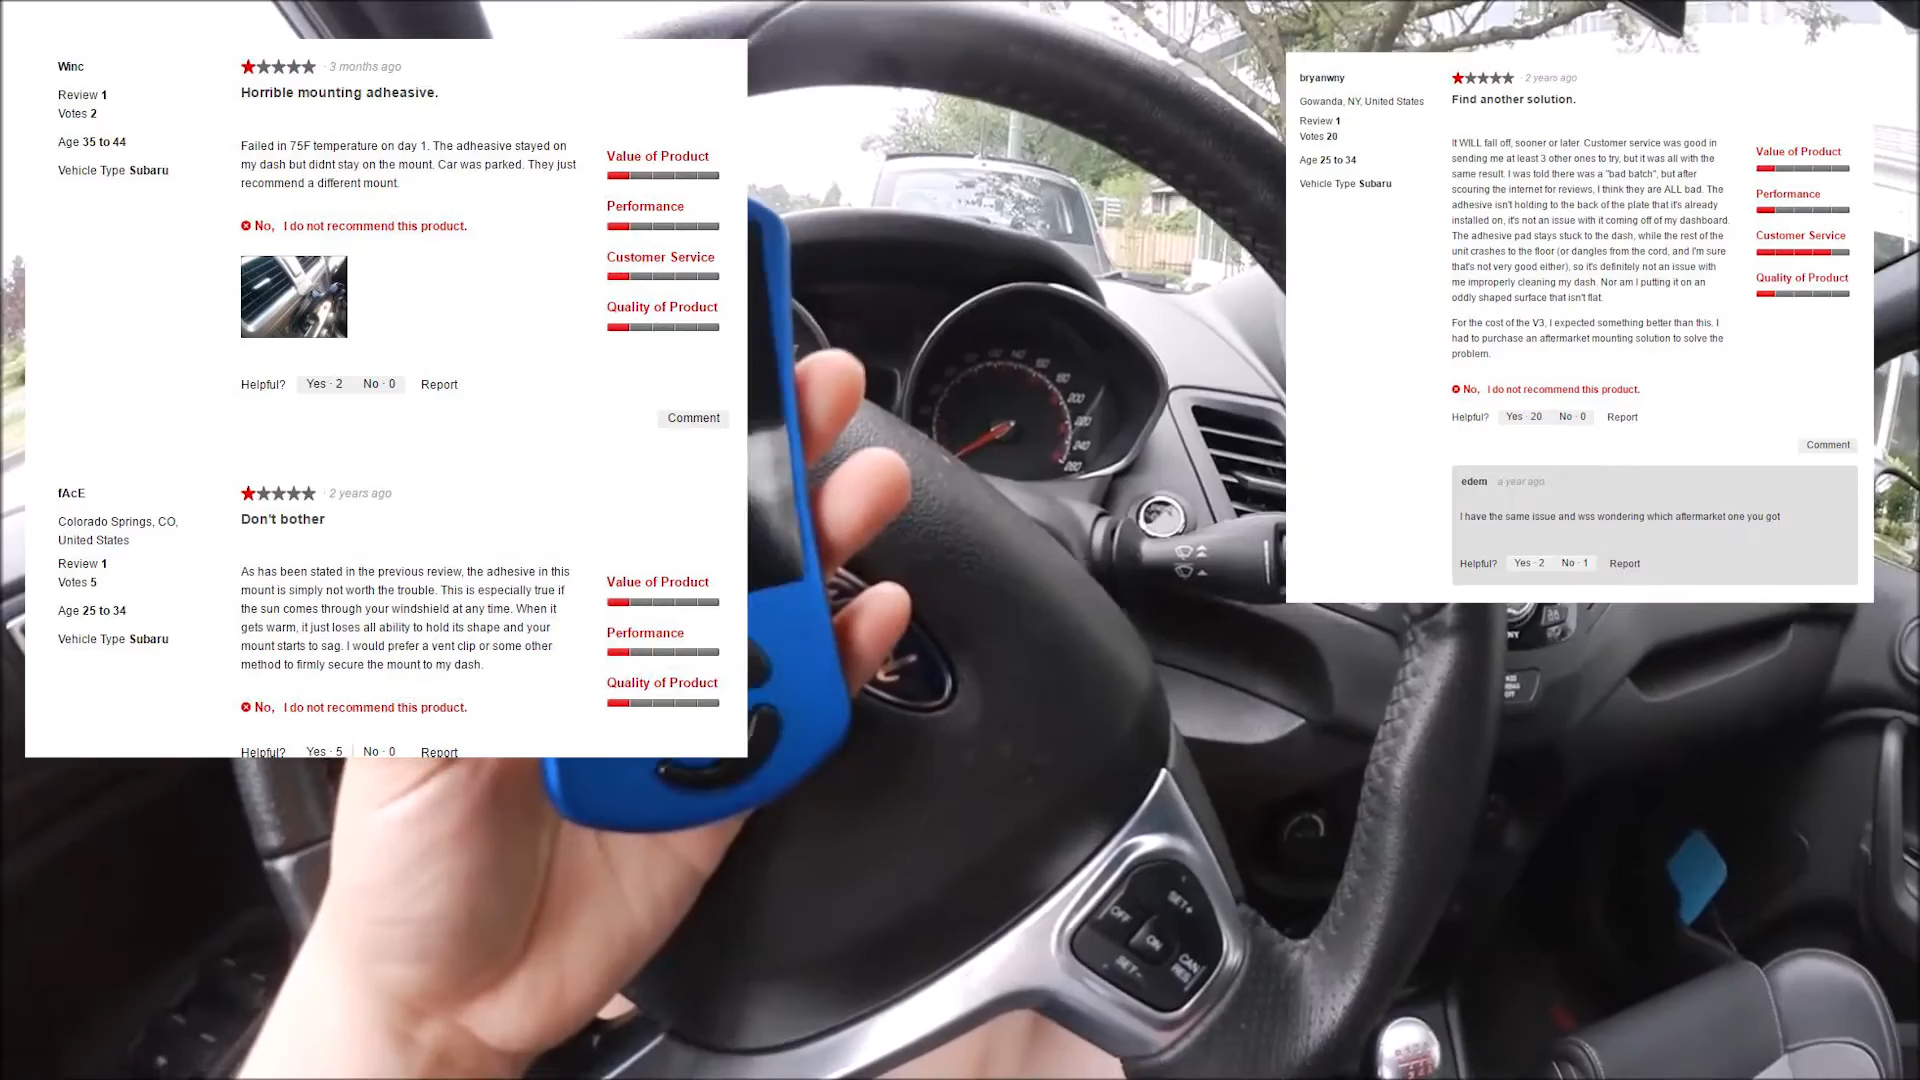 Winc
3 months ago
Horrible mounting adheasive.
Review 1
Votes 2
Age 35 to 44
Vehicle Type Subaru
Failed in 75F temperature on day 1. The adheasive stayed on
my dash but didnt stay on the mount. Car was parked. They just
recommend a different mount.
No, I do not recommend this product.
Value of Product
Performance
Customer Service
Quality of Product
Helpful? Yes · 2 No · 0 Report
Comment
fAcE
2 years ago
Don't bother
Colorado Springs, CO,
United States
Review 1
Votes 5
Age 25 to 34
Vehicle Type Subaru
As has been stated in the previous review, the adhesive in this
mount is simply not worth the trouble. This is especially true if
the sun comes through your windshield at any time. When it
gets warm, it just loses all ability to hold its shape and your
mount starts to sag. I would prefer a vent clip or some other
method to firmly secure the mount to my dash.
No, I do not recommend this product.
Value of Product
Performance
Quality of Product
Helpful? Yes · 5 No · 0 Report
bryanwny
2 years ago
Find another solution.
Gowanda, NY, United States
Review 1
Votes 20
Age 25 to 34
Vehicle Type Subaru
It WILL fall off, sooner or later. Customer service was good in
sending me at least 3 other ones to try, but it was all with the
same result. I was told there was a "bad batch", but after
scouring the internet for reviews, I think they are ALL bad. The
adhesive isn't holding to the back of the plate that it's already
installed on, it's not an issue with it coming off of my dashboard.
The adhesive pad stays stuck to the dash, while the rest of the
unit crashes to the floor (or dangles from the cord, and I'm sure
that's not very good either), so it's definitely not an issue with
me improperly cleaning my dash. Nor am I putting it on an
oddly shaped surface that isn't flat.
For the cost of the V3, I expected something better than this. I
had to purchase an aftermarket mounting solution to solve the
problem.
No, I do not recommend this product.
Value of Product
Performance
Customer Service
Quality of Product
Helpful? Yes · 20 No · 0 Report
Comment
edem a year ago
I have the same issue and wss wondering which aftermarket one you got
Helpful? Yes · 2 No · 1 Report
140
160
180
200
220
240
260
SET+
OFF
ON
CAN
RES
SET-